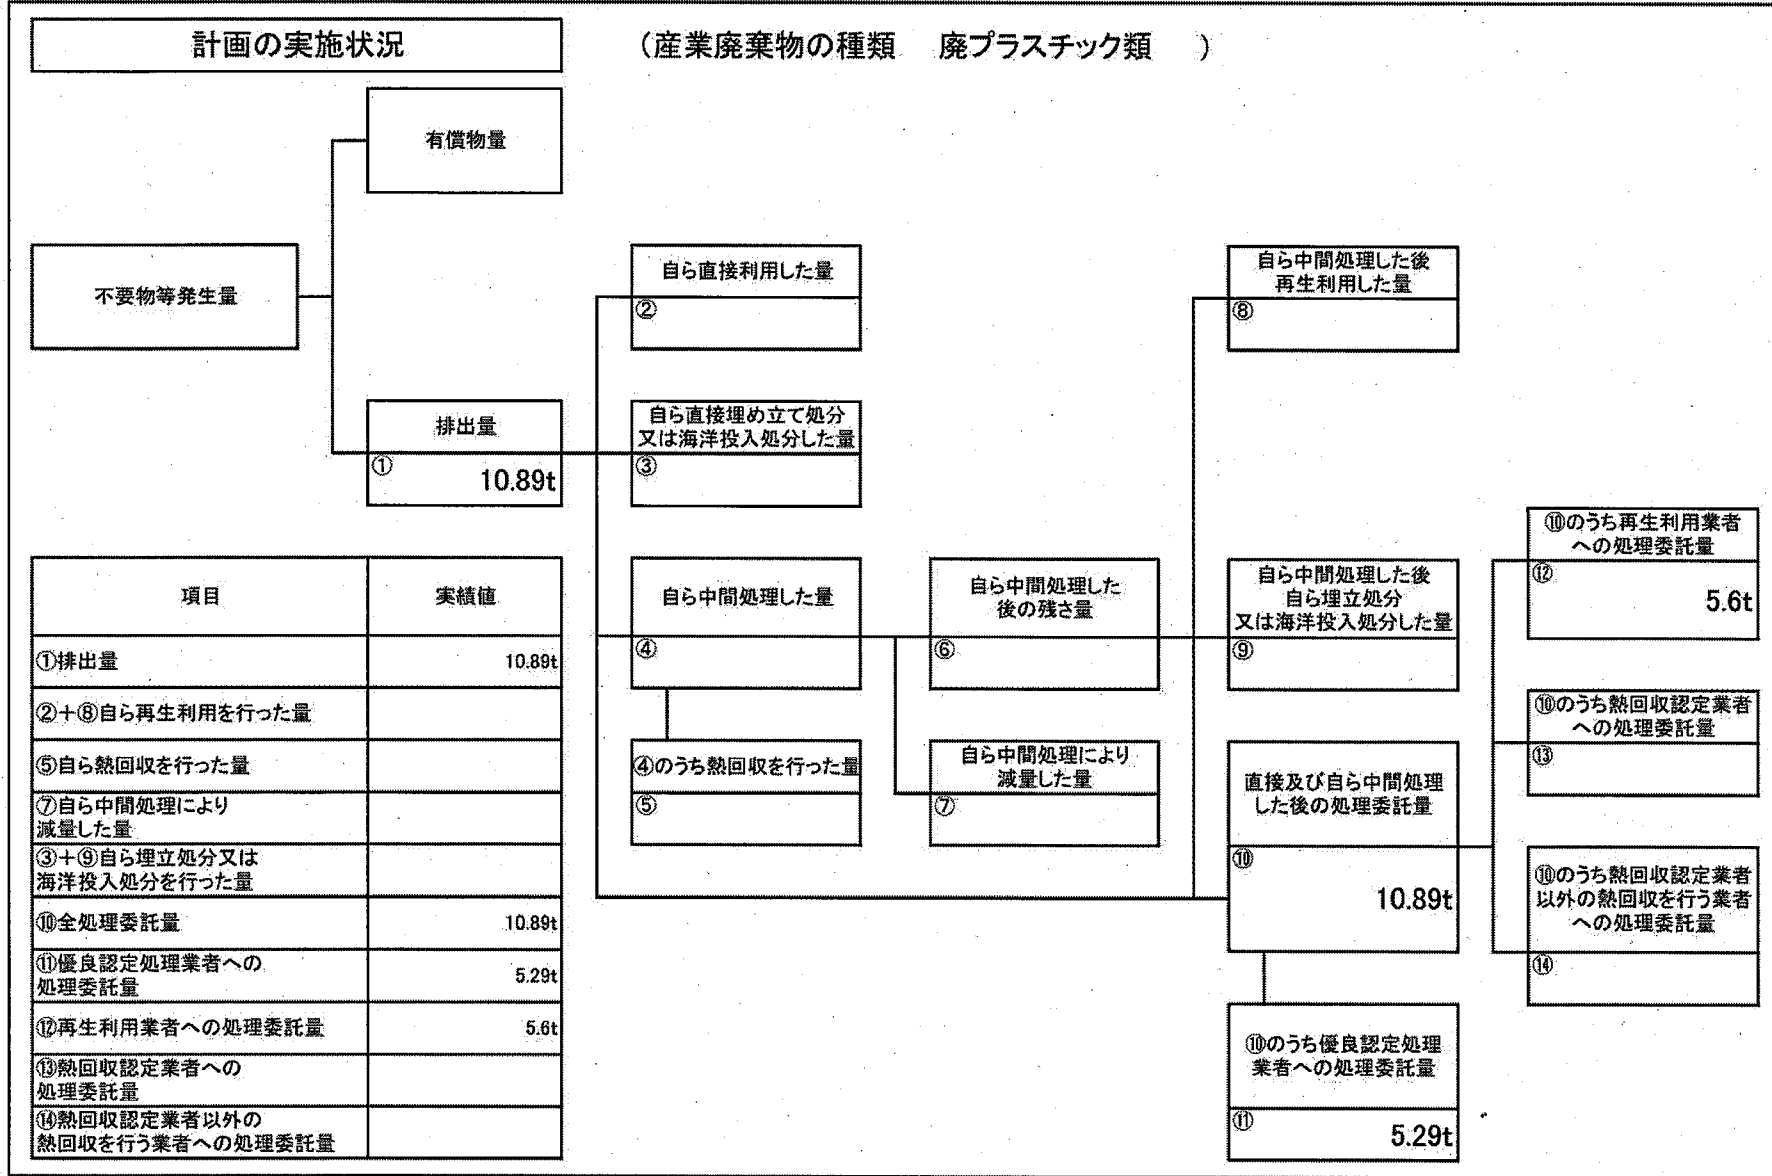 計画の実施状況
（産業廃棄物の種類　廃プラスチック類　）
有償物量
不要物等発生量
排出量
①
10.89t
自ら直接利用した量
②
自ら直接埋め立て処分
又は海洋投入処分した量
③
自ら中間処理した量
④
④のうち熱回収を行った量
⑤
自ら中間処理した
後の残さ量
⑥
自ら中間処理により
減量した量
⑦
自ら中間処理した後
再生利用した量
⑧
自ら中間処理した後
自ら埋立処分
又は海洋投入処分した量
⑨
直接及び自ら中間処理
した後の処理委託量
⑩
10.89t
⑩のうち優良認定処理
業者への処理委託量
⑪
5.29t
⑩のうち再生利用業者
への処理委託量
⑫
5.6t
⑩のうち熱回収認定業者
への処理委託量
⑬
⑩のうち熱回収認定業者
以外の熱回収を行う業者
への処理委託量
⑭
項目 実績値
①排出量 10.89t
②＋⑧自ら再生利用を行った量
⑤自ら熱回収を行った量
⑦自ら中間処理により
減量した量
③＋⑨自ら埋立処分又は
海洋投入処分を行った量
⑩全処理委託量 10.89t
⑪優良認定処理業者への
処理委託量 5.29t
⑫再生利用業者への処理委託量 5.6t
⑬熱回収認定業者への
処理委託量
⑭熱回収認定業者以外の
熱回収を行う業者への処理委託量